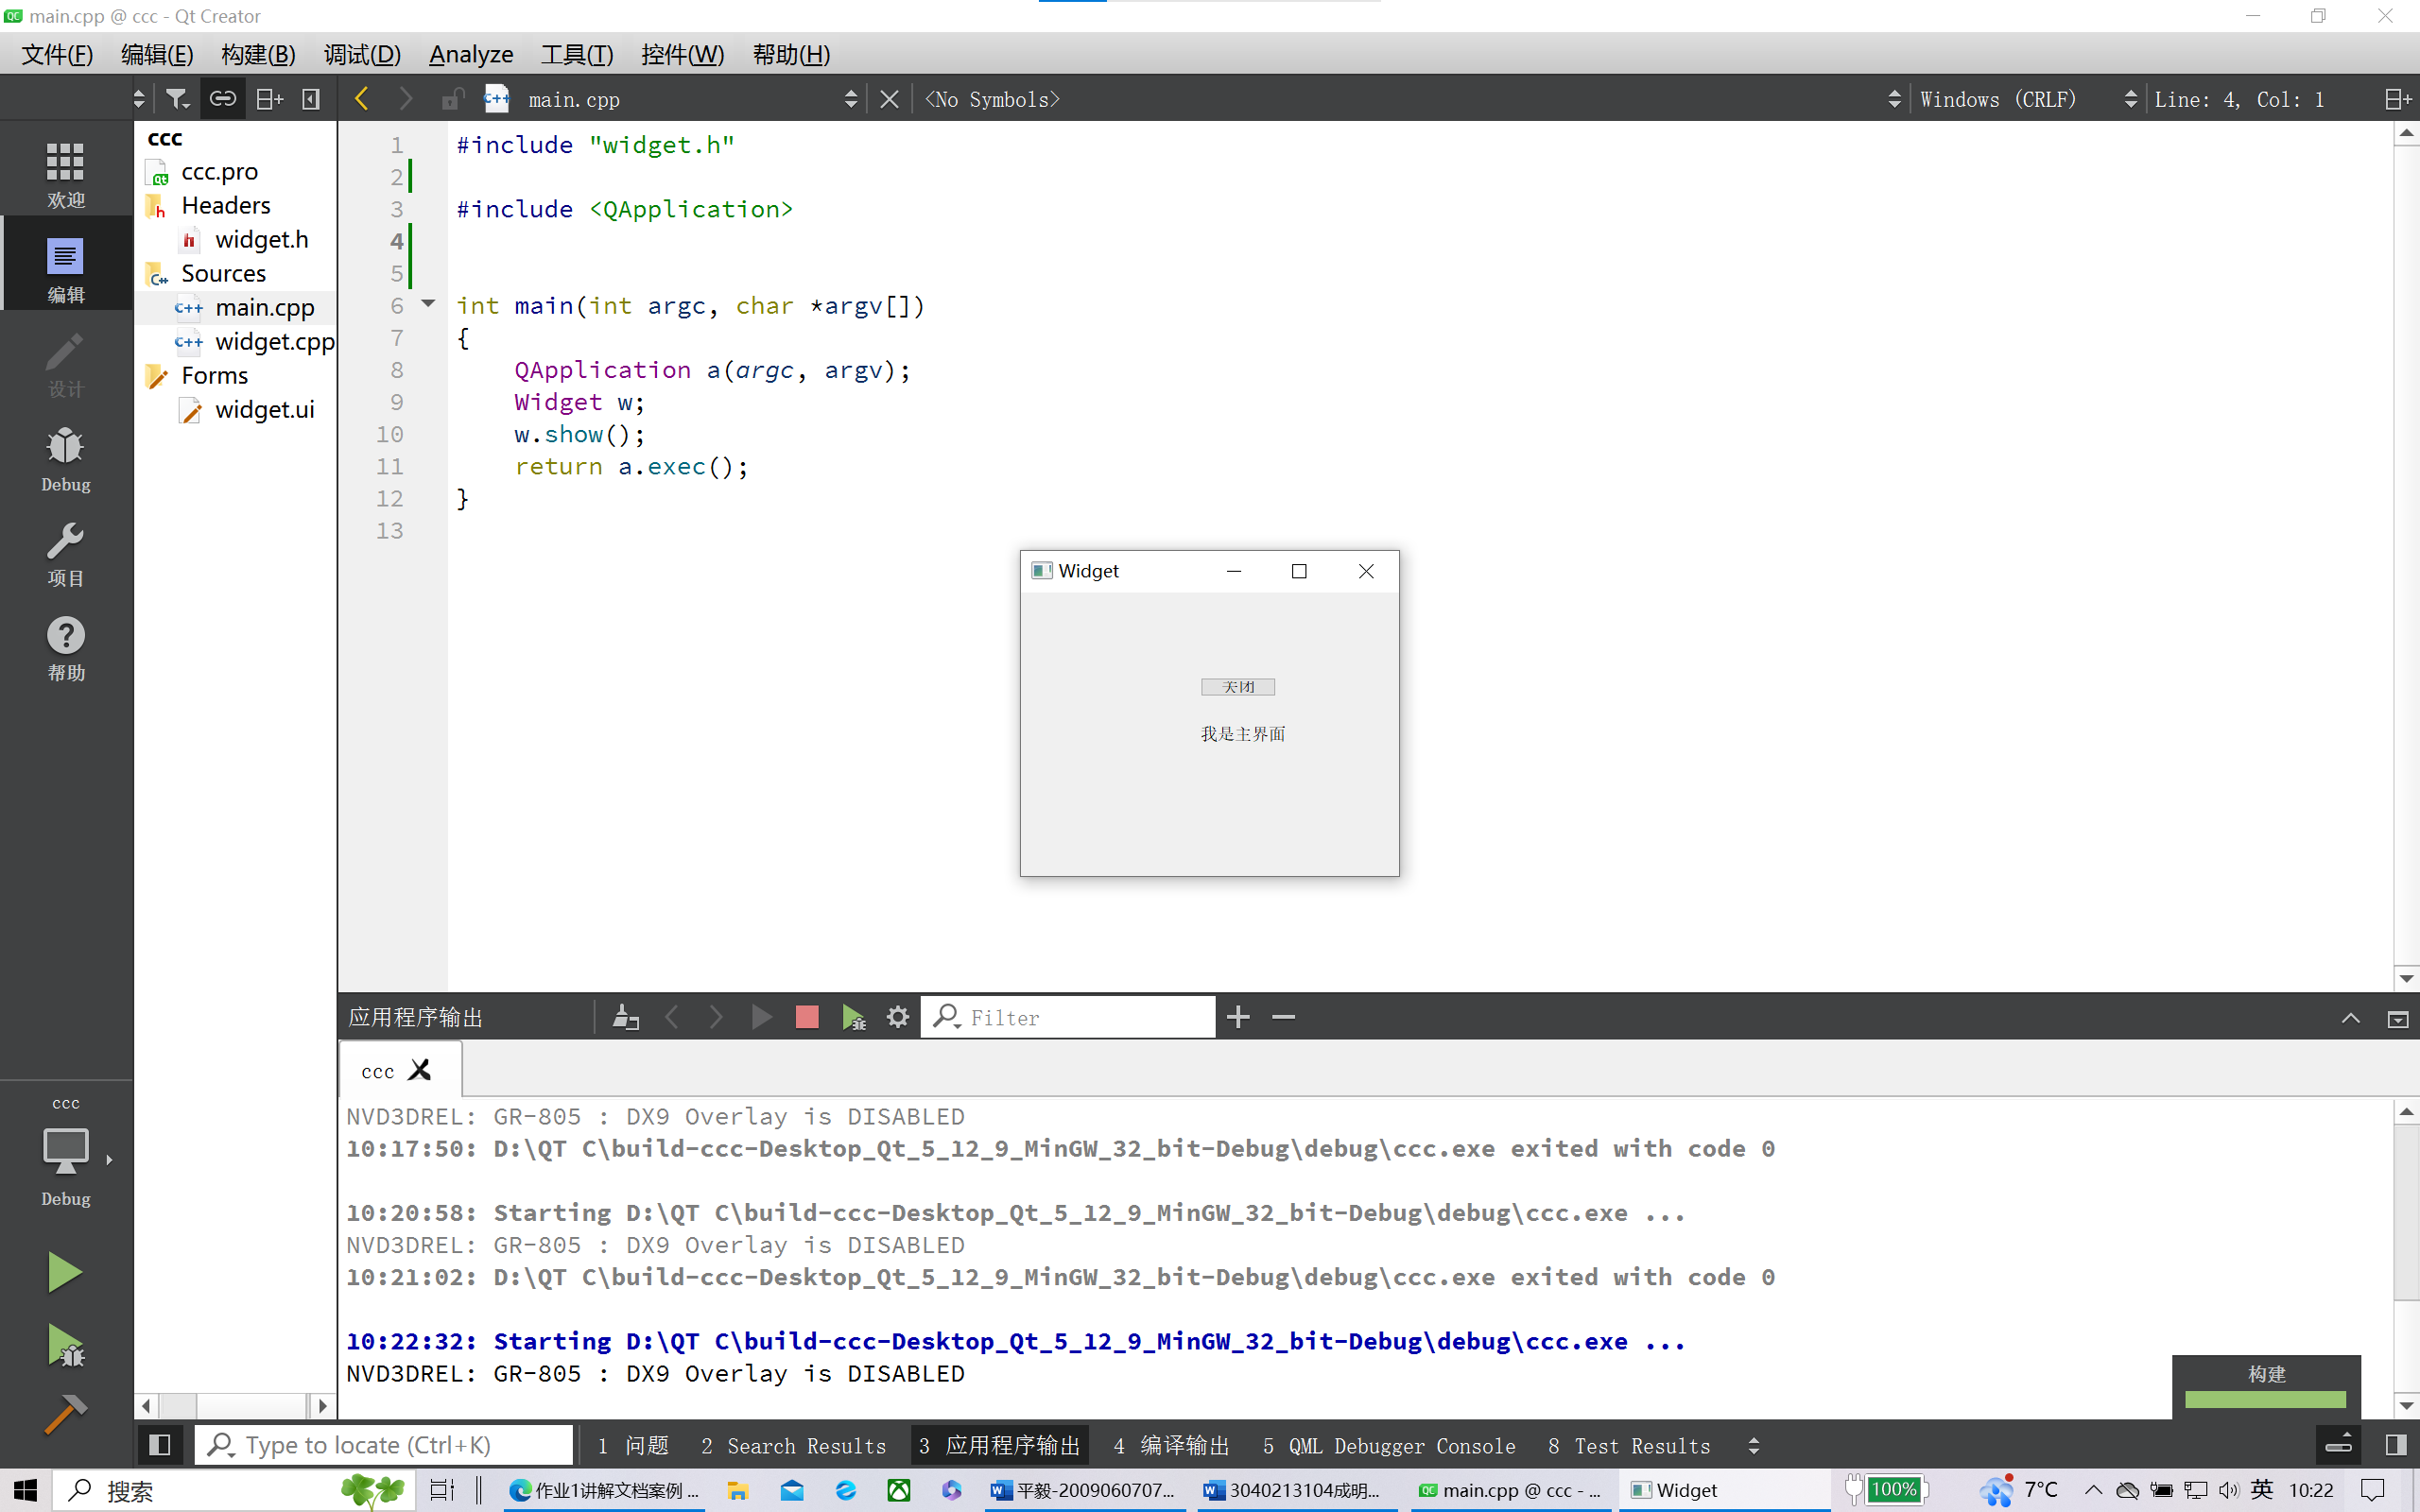 main.cpp @ ccc - Qt Creator
文件(F) 编辑(E) 构建(B) 调试(D) Analyze 工具(T) 控件(W) 帮助(H)
main.cpp <No Symbols> Windows (CRLF) Line: 4, Col: 1
欢迎
编辑
设计
Debug
项目
帮助
ccc
ccc.pro
Headers
widget.h
Sources
main.cpp
widget.cpp
Forms
widget.ui
1 #include "widget.h"
2
3 #include <QApplication>
4
5
6 int main(int argc, char *argv[])
7 {
8 QApplication a(argc, argv);
9 Widget w;
10 w.show();
11 return a.exec();
12 }
13
Widget
关闭
我是主界面
应用程序输出 Filter
ccc
NVD3DREL: GR-805 : DX9 Overlay is DISABLED
10:17:50: D:\QT C\build-ccc-Desktop_Qt_5_12_9_MinGW_32_bit-Debug\debug\ccc.exe exited with code 0
10:20:58: Starting D:\QT C\build-ccc-Desktop_Qt_5_12_9_MinGW_32_bit-Debug\debug\ccc.exe ...
NVD3DREL: GR-805 : DX9 Overlay is DISABLED
10:21:02: D:\QT C\build-ccc-Desktop_Qt_5_12_9_MinGW_32_bit-Debug\debug\ccc.exe exited with code 0
10:22:32: Starting D:\QT C\build-ccc-Desktop_Qt_5_12_9_MinGW_32_bit-Debug\debug\ccc.exe ...
NVD3DREL: GR-805 : DX9 Overlay is DISABLED
构建
ccc
Debug
Type to locate (Ctrl+K) 1 问题 2 Search Results 3 应用程序输出 4 编译输出 5 QML Debugger Console 8 Test Results
搜索 作业1讲解文档案例 ... 平毅-2009060707... 3040213104成明... main.cpp @ ccc - ... Widget 100% 7°C 英 10:22